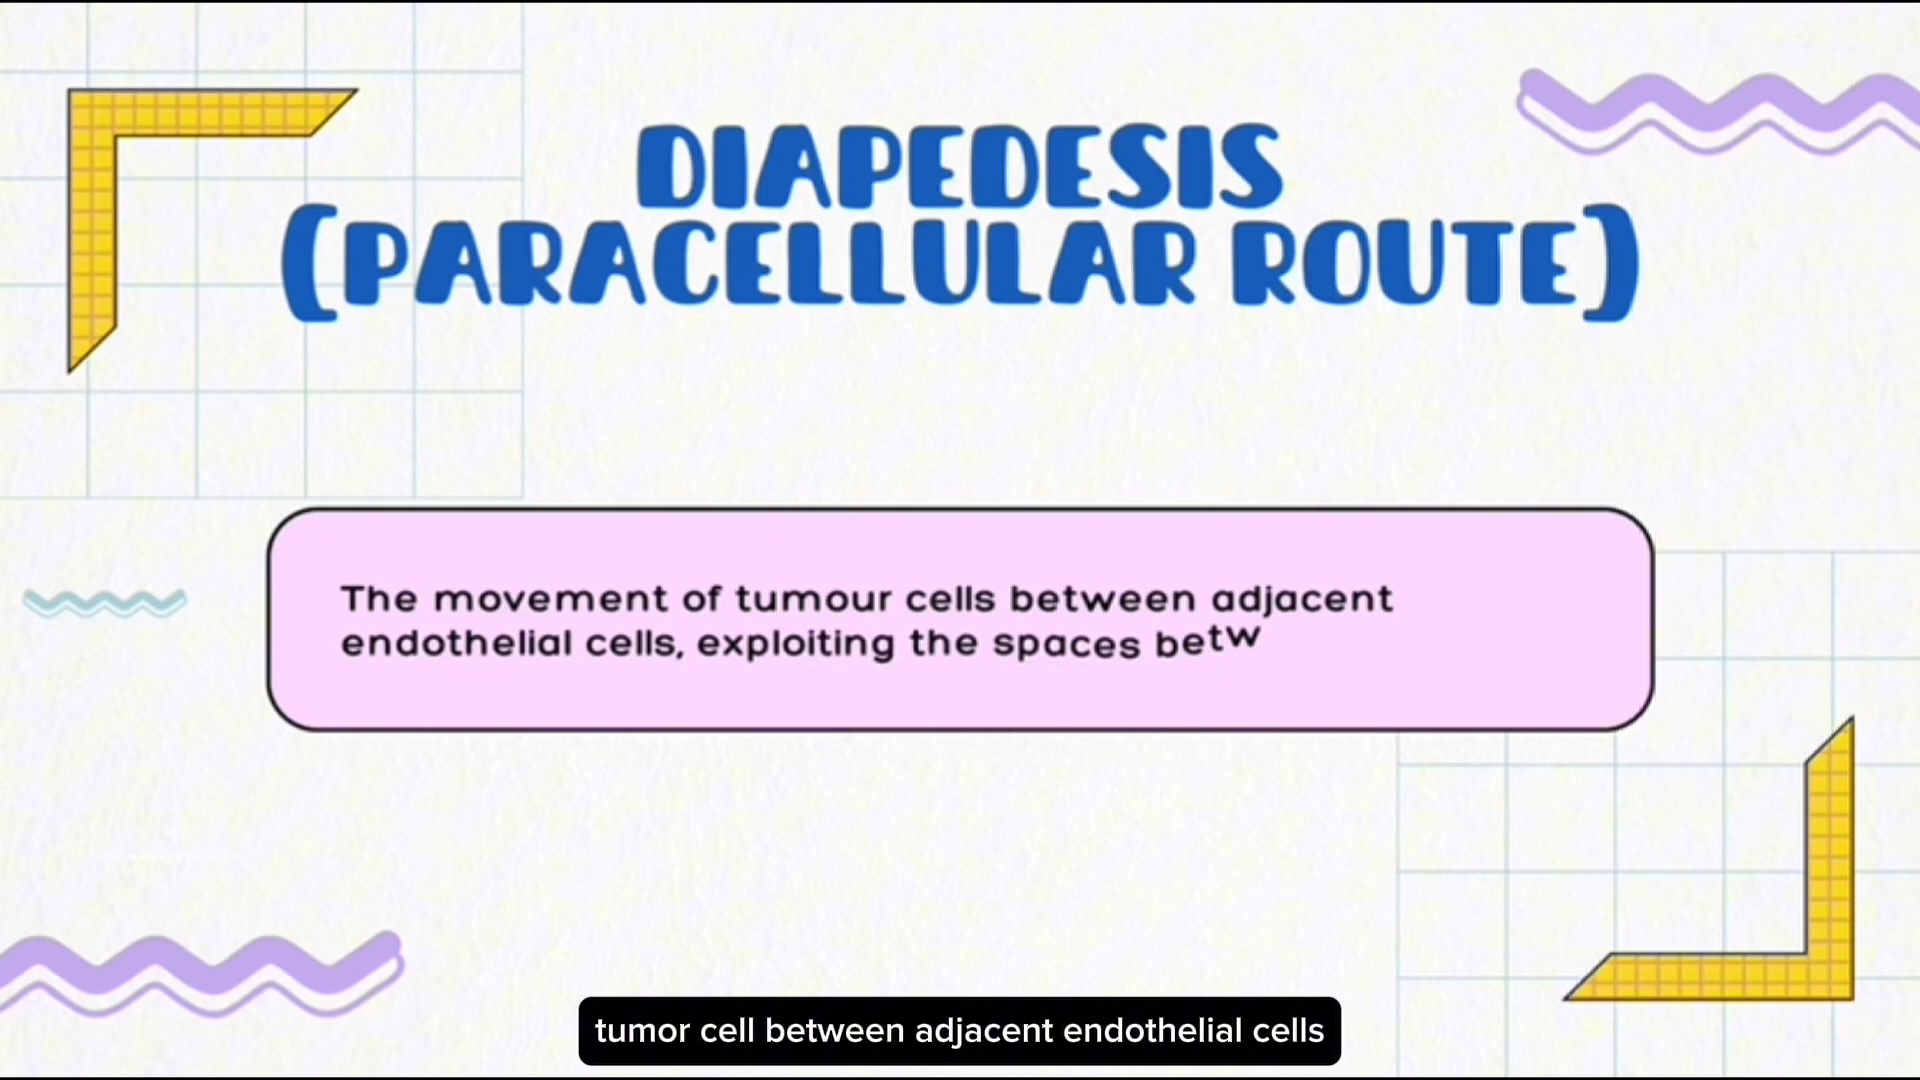 DIAPEDESIS
(PARACELLULAR ROUTE)
The movement of tumour cells between adjacent
endothelial cells, exploiting the spaces betw
tumor cell between adjacent endothelial cells